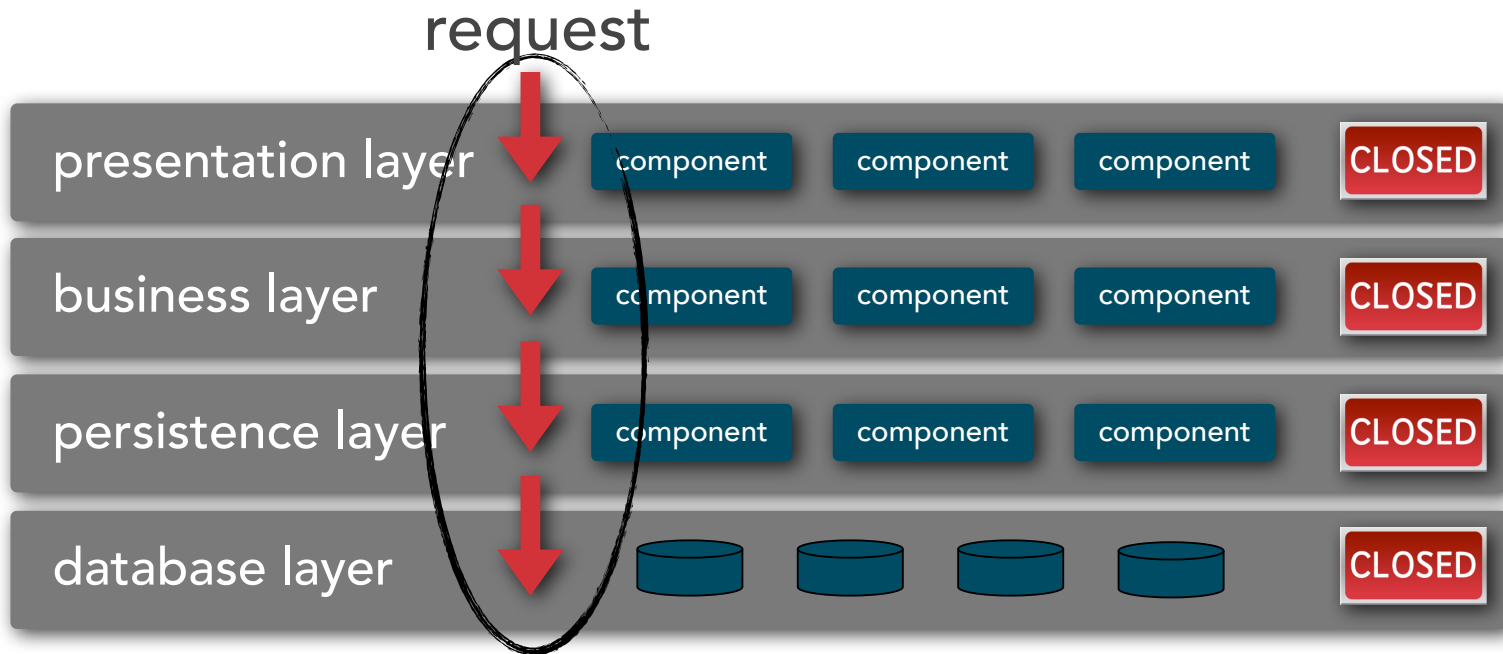 request
presentation layer component component component CLOSED
business layer component component component CLOSED
persistence layer component component component CLOSED
database layer CLOSED